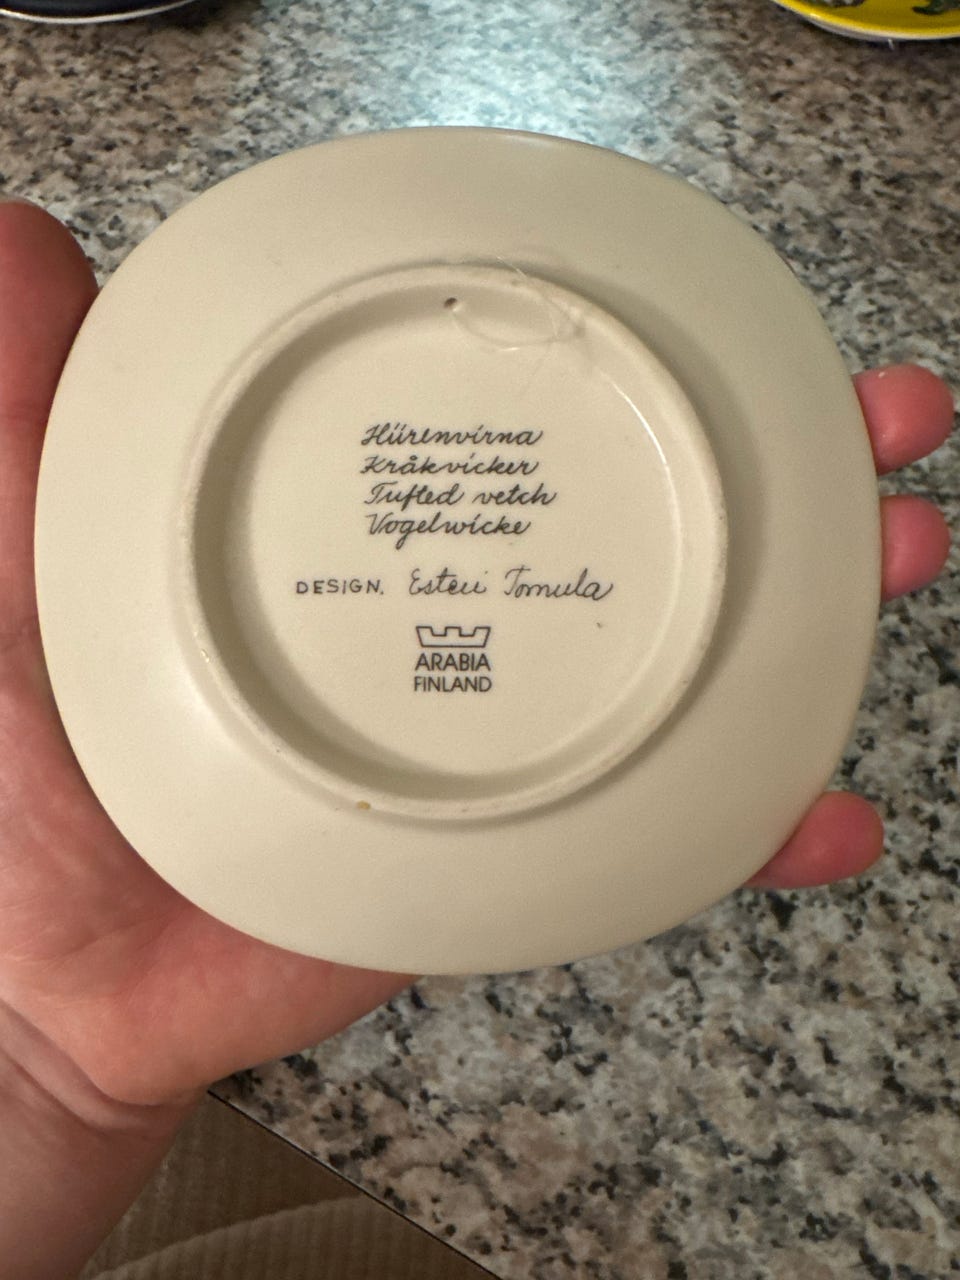 Hiirenvirna
Kråkvicker
Tufted vetch
Vogelwicke
DESIGN. Esteri Tomula
ARABIA
FINLAND